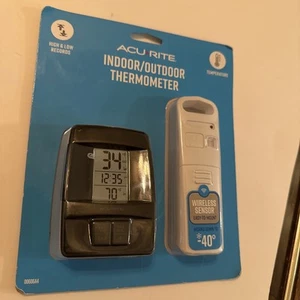 HIGH & LOW
RECORDS
ACU RITE
TEMPERATURE
INDOOR/OUTDOOR
THERMOMETER
34
12:35
70
WIRELESS
SENSOR
-40°